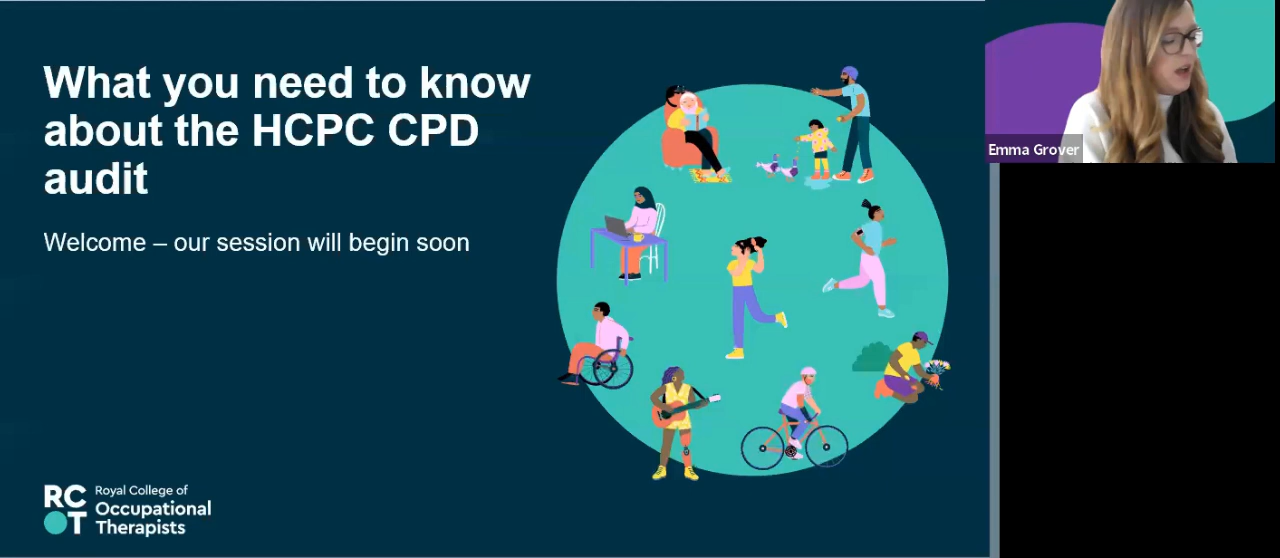 What you need to know
about the HCPC CPD
audit
Welcome – our session will begin soon
RC
OT
Royal College of
Occupational
Therapists
Emma Grover